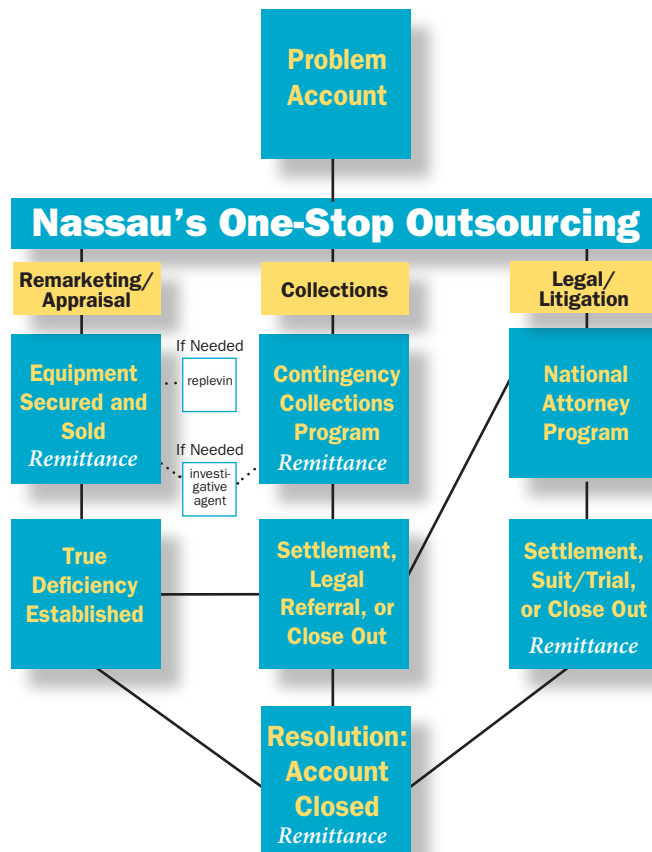 Problem
Account
Nassau's One-Stop Outsourcing
Remarketing/
Appraisal
Collections
Legal/
Litigation
Equipment
Secured and
Sold
Remittance
If Needed
replevin
If Needed
investi-
gative
agent
Contingency
Collections
Program
Remittance
National
Attorney
Program
True
Deficiency
Established
Settlement,
Legal
Referral, or
Close Out
Settlement,
Suit/Trial,
or Close Out
Remittance
Resolution:
Account
Closed
Remittance